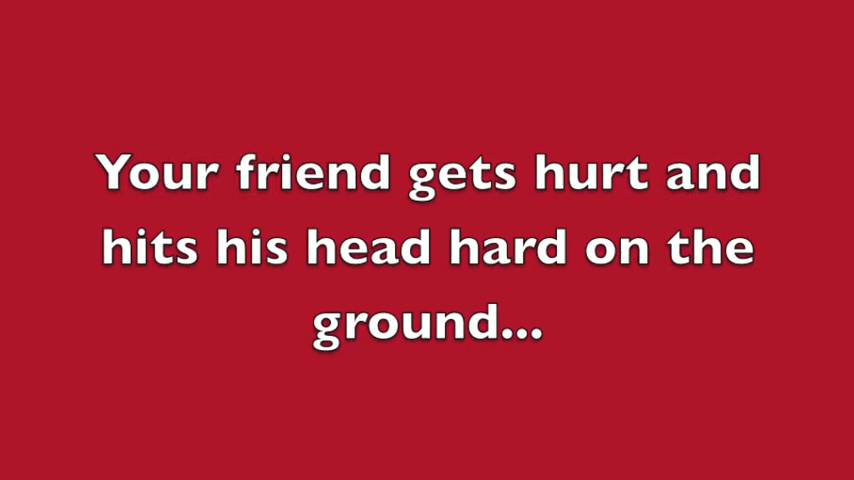 Your friend gets hurt and
hits his head hard on the
ground...